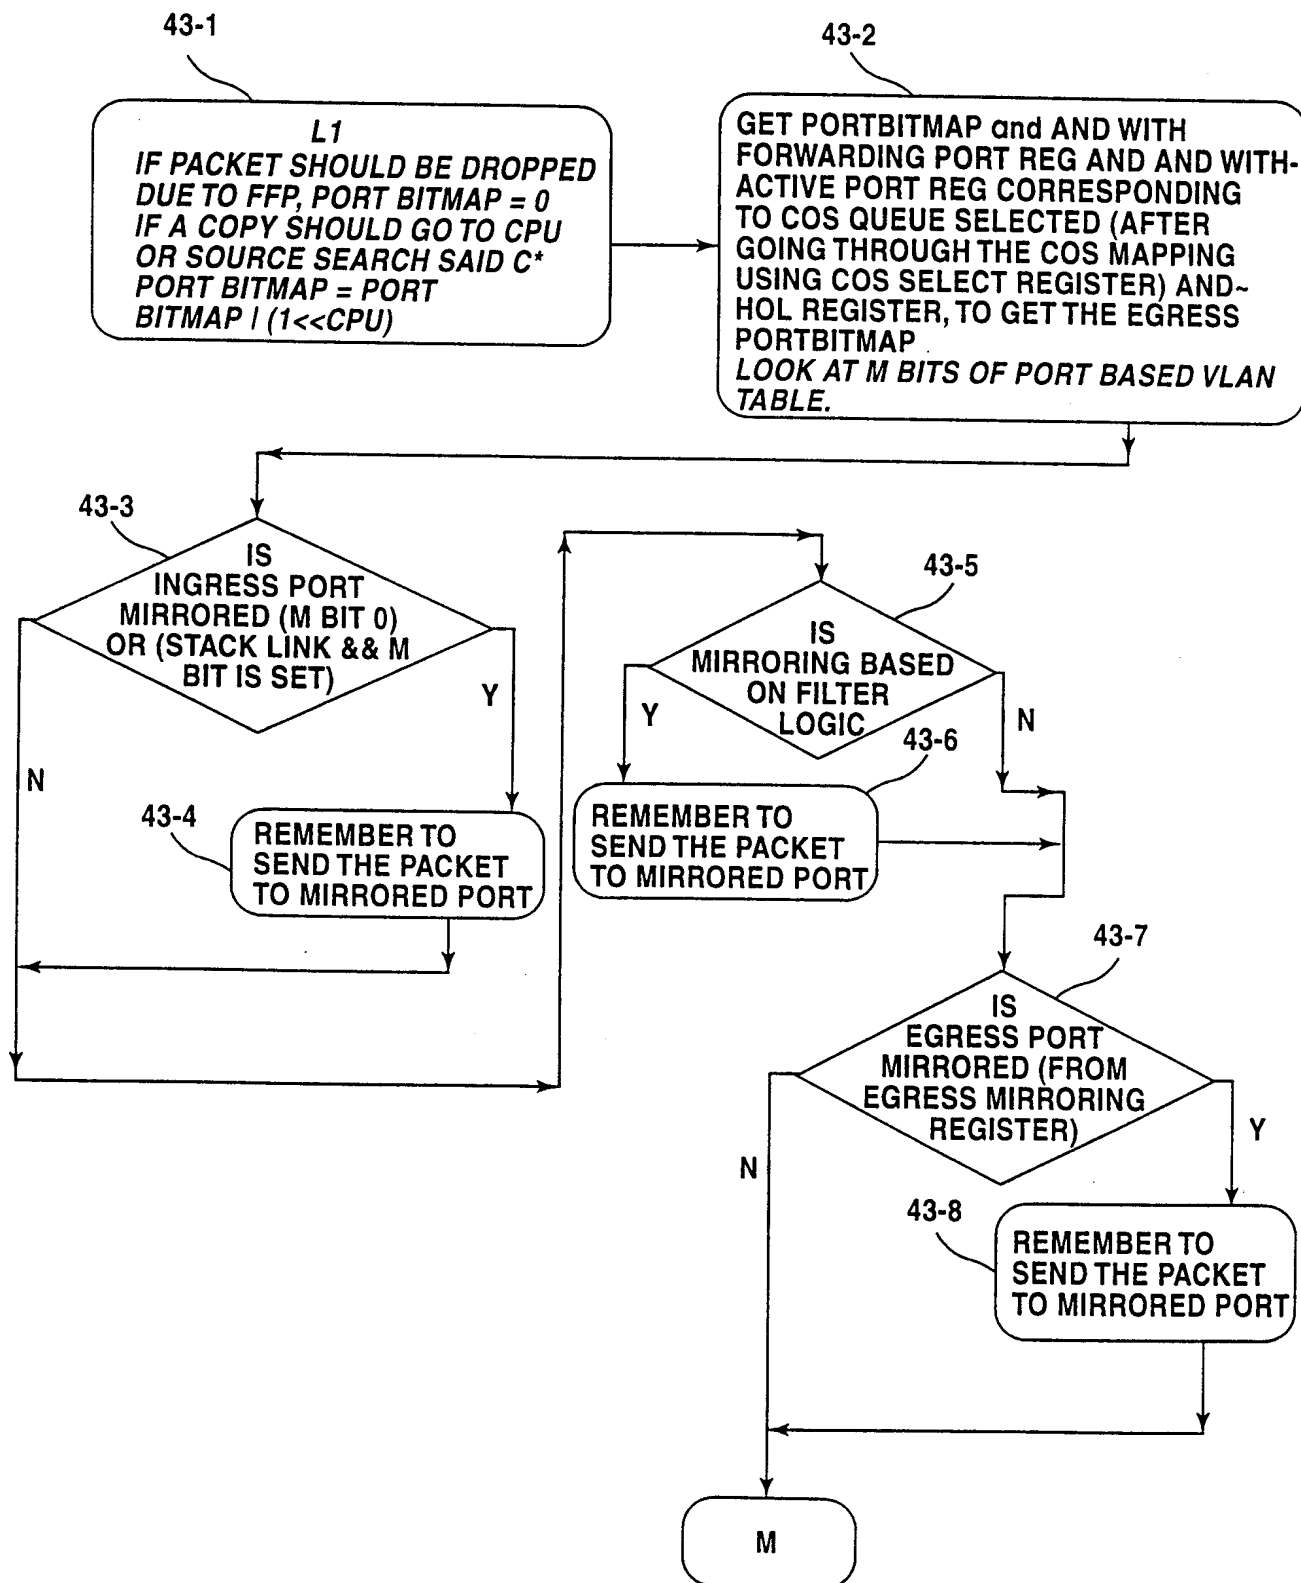 43-1
L1
IF PACKET SHOULD BE DROPPED
DUE TO FFP, PORT BITMAP = 0
IF A COPY SHOULD GO TO CPU
OR SOURCE SEARCH SAID C*
PORT BITMAP = PORT
BITMAP | (1<<CPU)
43-2
GET PORTBITMAP and AND WITH
FORWARDING PORT REG AND AND WITH-
ACTIVE PORT REG CORRESPONDING
TO COS QUEUE SELECTED (AFTER
GOING THROUGH THE COS MAPPING
USING COS SELECT REGISTER) AND~
HOL REGISTER, TO GET THE EGRESS
PORTBITMAP
LOOK AT M BITS OF PORT BASED VLAN
TABLE.
43-3
IS
INGRESS PORT
MIRRORED (M BIT 0)
OR (STACK LINK && M
BIT IS SET)
Y
N
43-4
REMEMBER TO
SEND THE PACKET
TO MIRRORED PORT
43-5
IS
MIRRORING BASED
ON FILTER
LOGIC
Y
N
43-6
REMEMBER TO
SEND THE PACKET
TO MIRRORED PORT
43-7
IS
EGRESS PORT
MIRRORED (FROM
EGRESS MIRRORING
REGISTER)
N
Y
43-8
REMEMBER TO
SEND THE PACKET
TO MIRRORED PORT
M